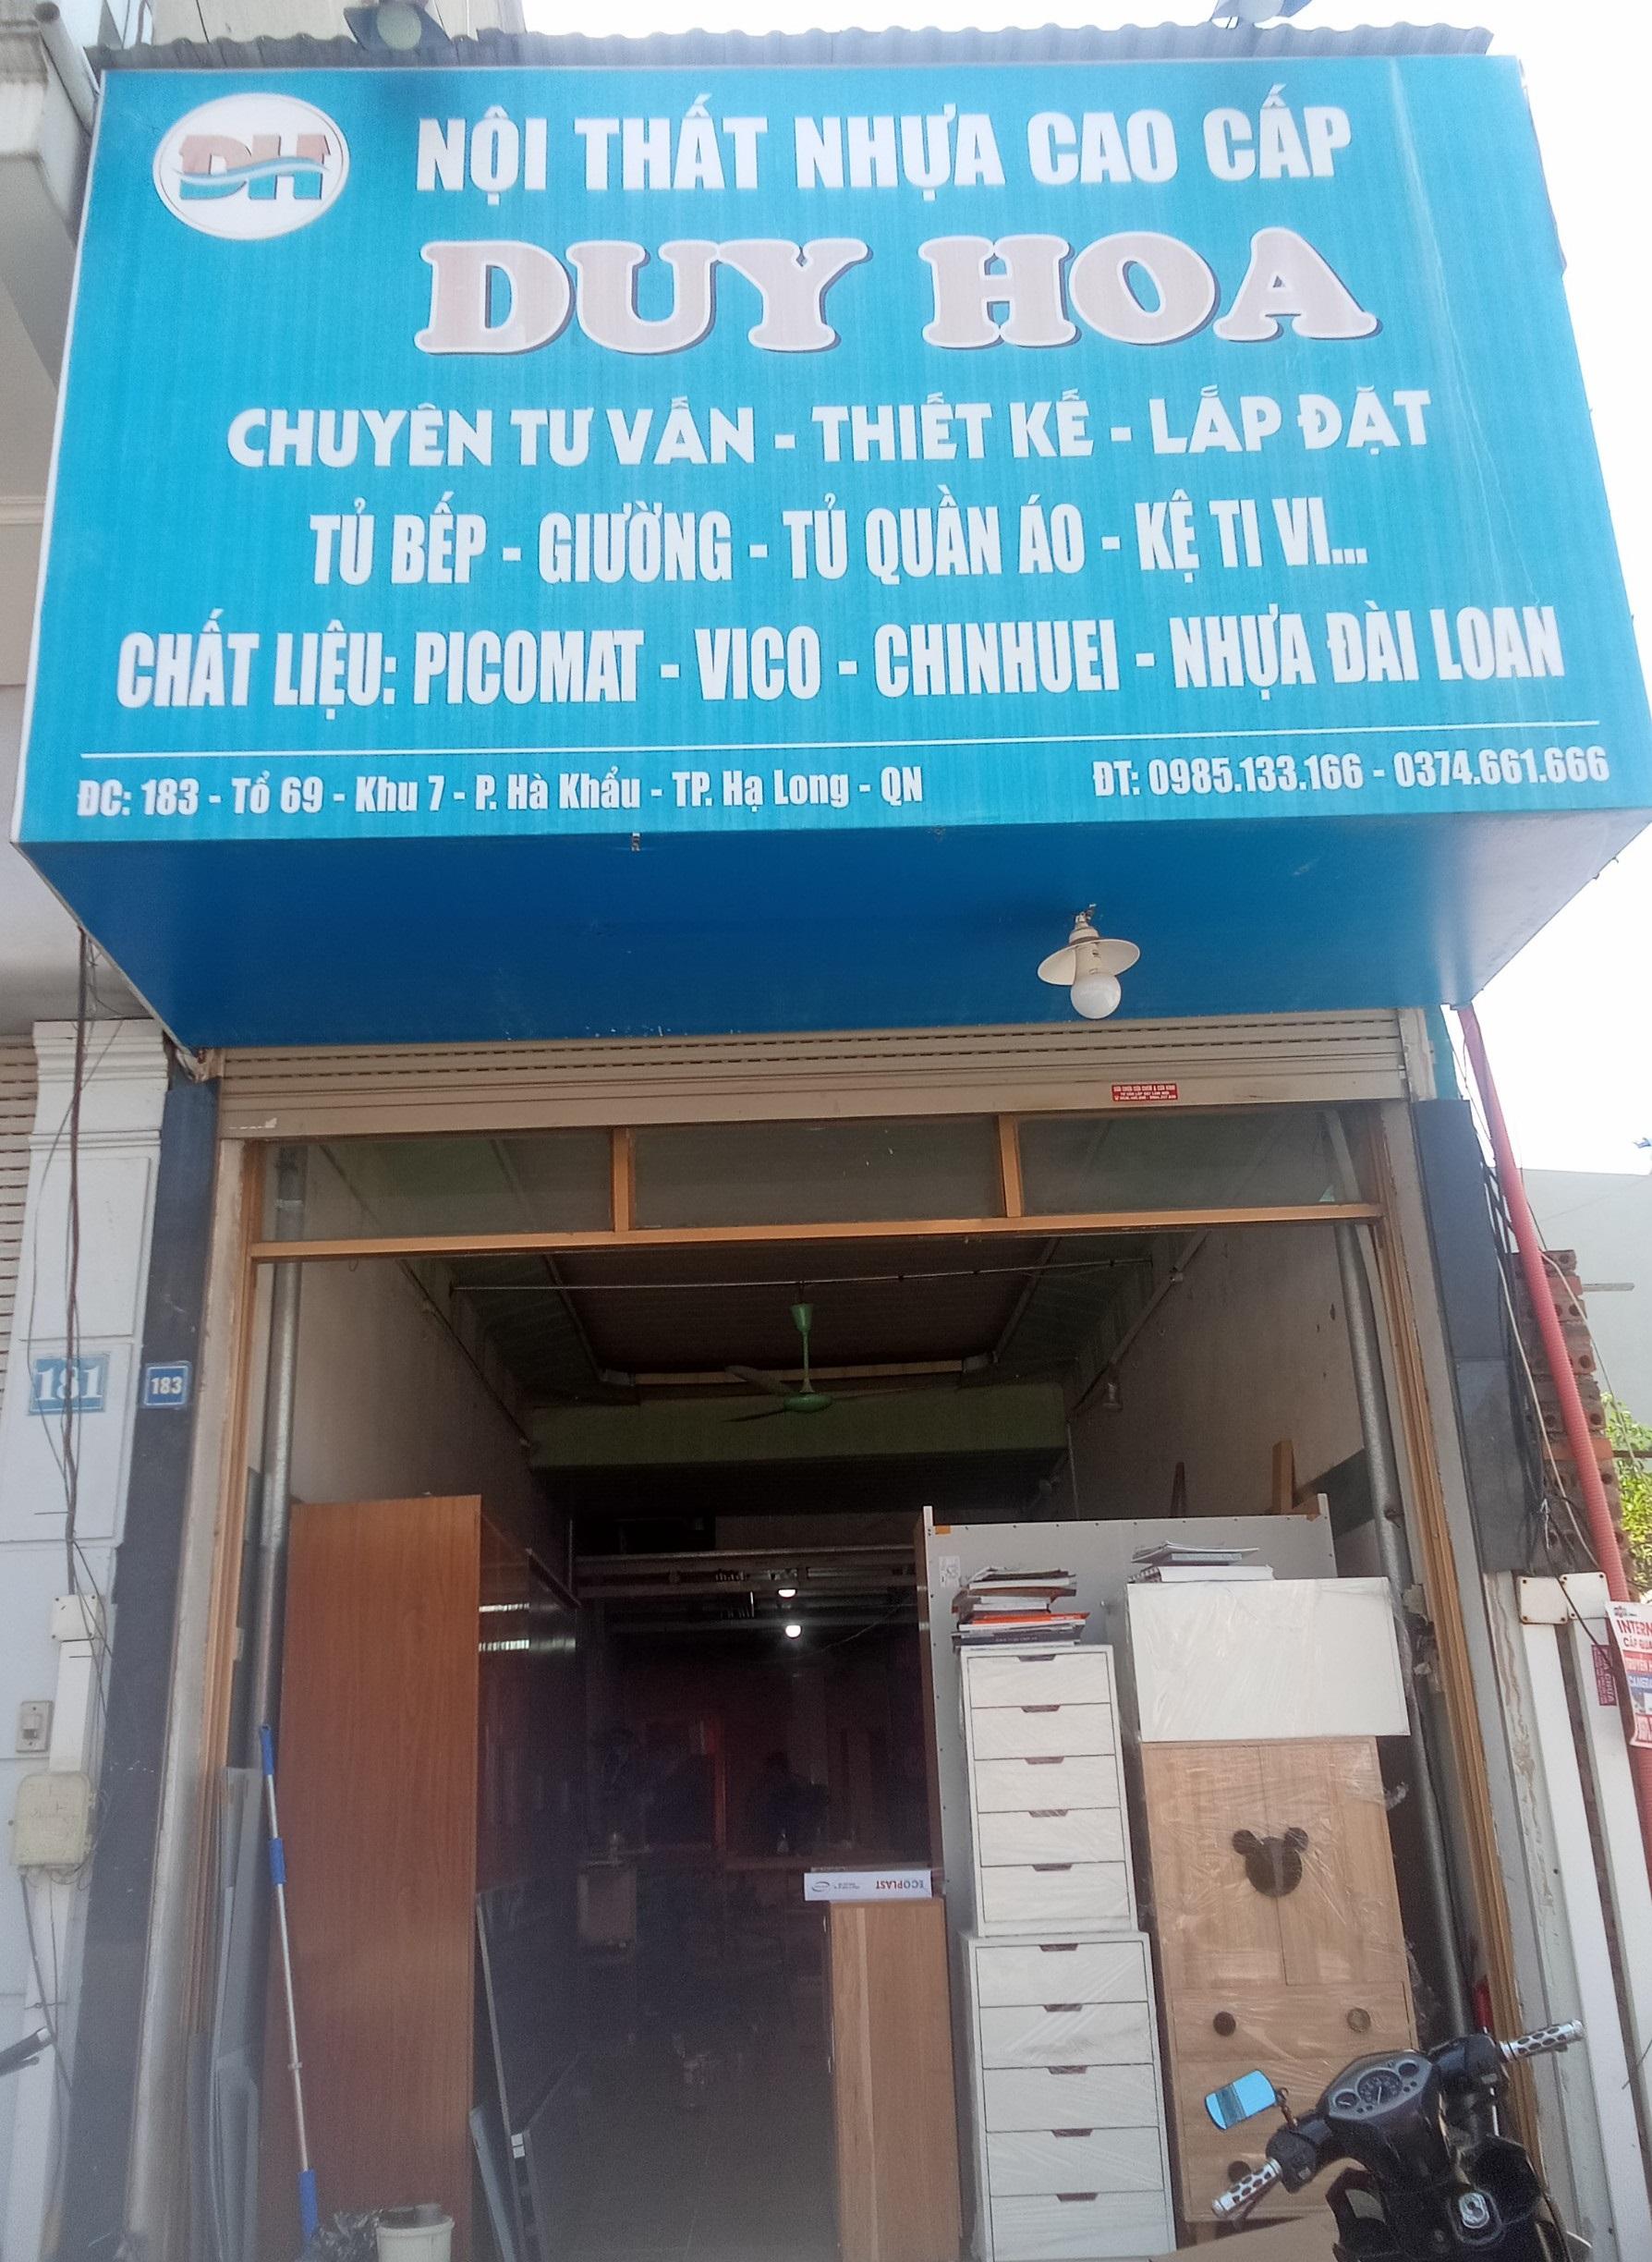 DH
NỘI THẤT NHỰA CAO CẤP
DUY HOA
CHUYÊN TƯ VẤN - THIẾT KẾ - LẮP ĐẶT
TỦ BẾP - GIƯỜNG - TỦ QUẦN ÁO - KỆ TI VI...
CHẤT LIỆU: PICOMAT - VICO - CHINHUEI - NHỰA ĐÀI LOAN
ĐC: 183 - Tổ 69 - Khu 7 - P. Hà Khẩu - TP. Hạ Long - QN
ĐT: 0985.133.166 - 0374.661.666
181
183
ECOPLAST